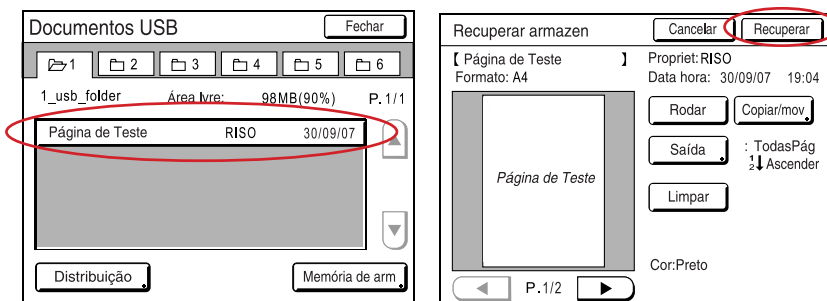 Documentos USB
Fechar
1 2 3 4 5 6
1_usb_folder Área lvre: 98MB(90%) P.1/1
Página de Teste RISO 30/09/07
Distribuição Memória de arm
Recuperar armazen Cancelar Recuperar
【 Página de Teste 】 Propriet:RISO
Formato: A4 Data hora: 30/09/07 19:04
Rodar Copiar/mov
Saída : TodasPág
1 2 Ascender
Página de Teste
Limpar
Cor:Preto
P.1/2